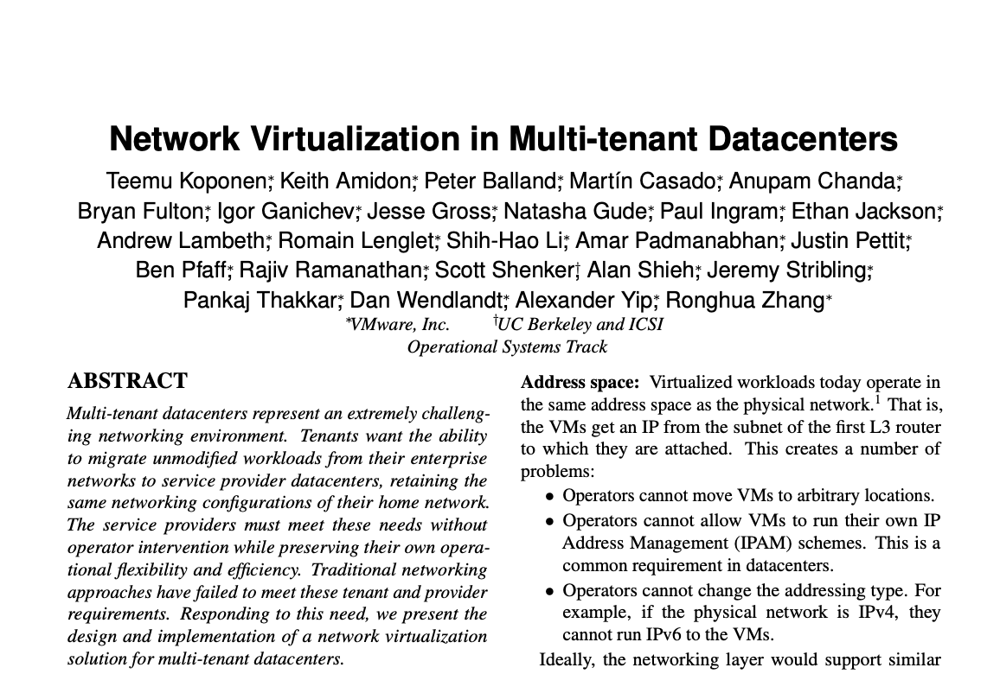 Network Virtualization in Multi-tenant Datacenters
Teemu Koponen,* Keith Amidon,* Peter Balland,* Martín Casado,* Anupam Chanda,*
Bryan Fulton,* Igor Ganichev,* Jesse Gross,* Natasha Gude,* Paul Ingram,* Ethan Jackson,*
Andrew Lambeth,* Romain Lenglet,* Shih-Hao Li,* Amar Padmanabhan,* Justin Pettit,*
Ben Pfaff,* Rajiv Ramanathan,* Scott Shenker,† Alan Shieh,* Jeremy Stribling,*
Pankaj Thakkar,* Dan Wendlandt,* Alexander Yip,* Ronghua Zhang*
*VMware, Inc. †UC Berkeley and ICSI
Operational Systems Track
ABSTRACT
Multi-tenant datacenters represent an extremely challeng-
ing networking environment. Tenants want the ability
to migrate unmodified workloads from their enterprise
networks to service provider datacenters, retaining the
same networking configurations of their home network.
The service providers must meet these needs without
operator intervention while preserving their own opera-
tional flexibility and efficiency. Traditional networking
approaches have failed to meet these tenant and provider
requirements. Responding to this need, we present the
design and implementation of a network virtualization
solution for multi-tenant datacenters.
Address space: Virtualized workloads today operate in
the same address space as the physical network.1 That is,
the VMs get an IP from the subnet of the first L3 router
to which they are attached. This creates a number of
problems:
• Operators cannot move VMs to arbitrary locations.
• Operators cannot allow VMs to run their own IP
Address Management (IPAM) schemes. This is a
common requirement in datacenters.
• Operators cannot change the addressing type. For
example, if the physical network is IPv4, they
cannot run IPv6 to the VMs.
Ideally, the networking layer would support similar